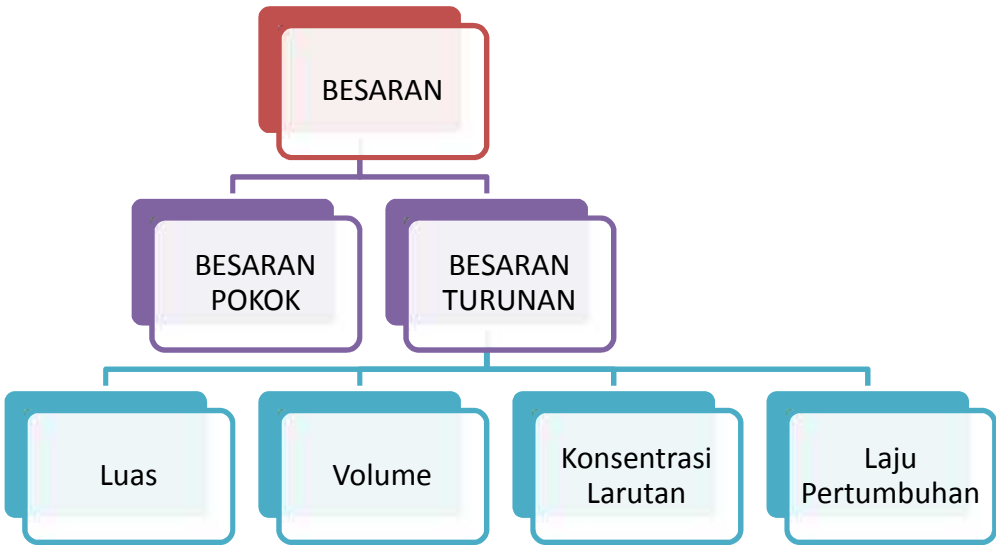 BESARAN
BESARAN
POKOK
BESARAN
TURUNAN
Luas
Volume
Konsentrasi
Larutan
Laju
Pertumbuhan